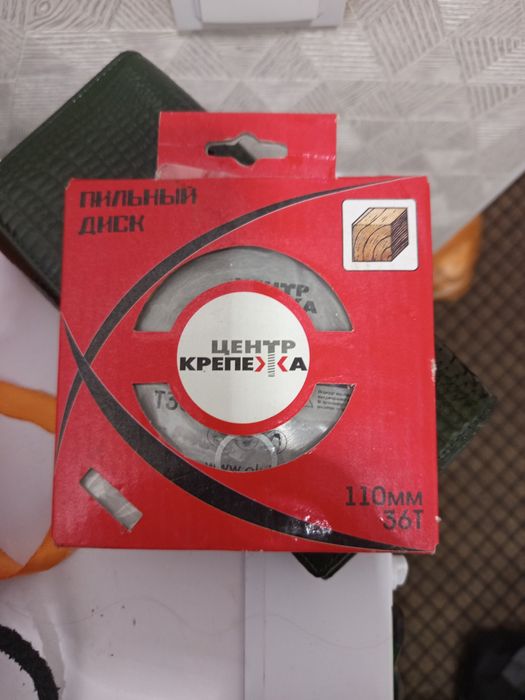 ПИЛЬНЫЙ
ДИСК
ЦЕНТР
КРЕПЕЖА
110мм
36Т